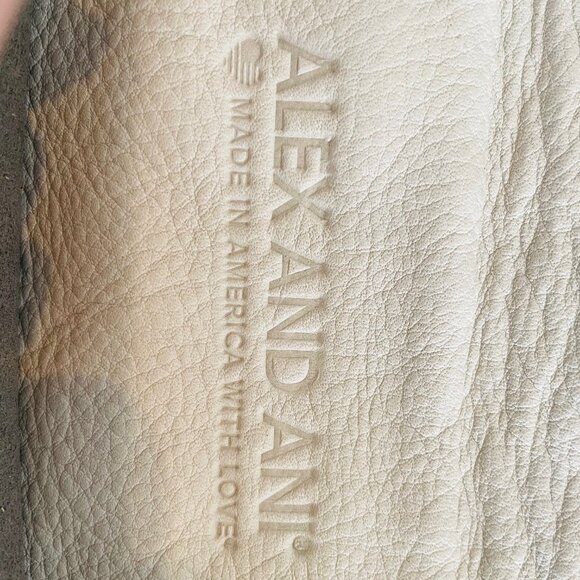 ALEX AND ANI®
MADE IN AMERICA WITH LOVE®